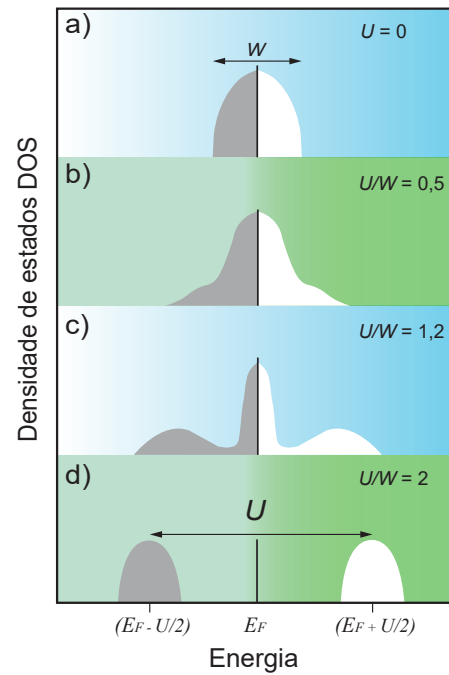 a)
U = 0
W
b)
U/W = 0,5
c)
U/W = 1,2
d)
U/W = 2
U
Densidade de estados DOS
(EF - U/2)
EF
(EF + U/2)
Energia